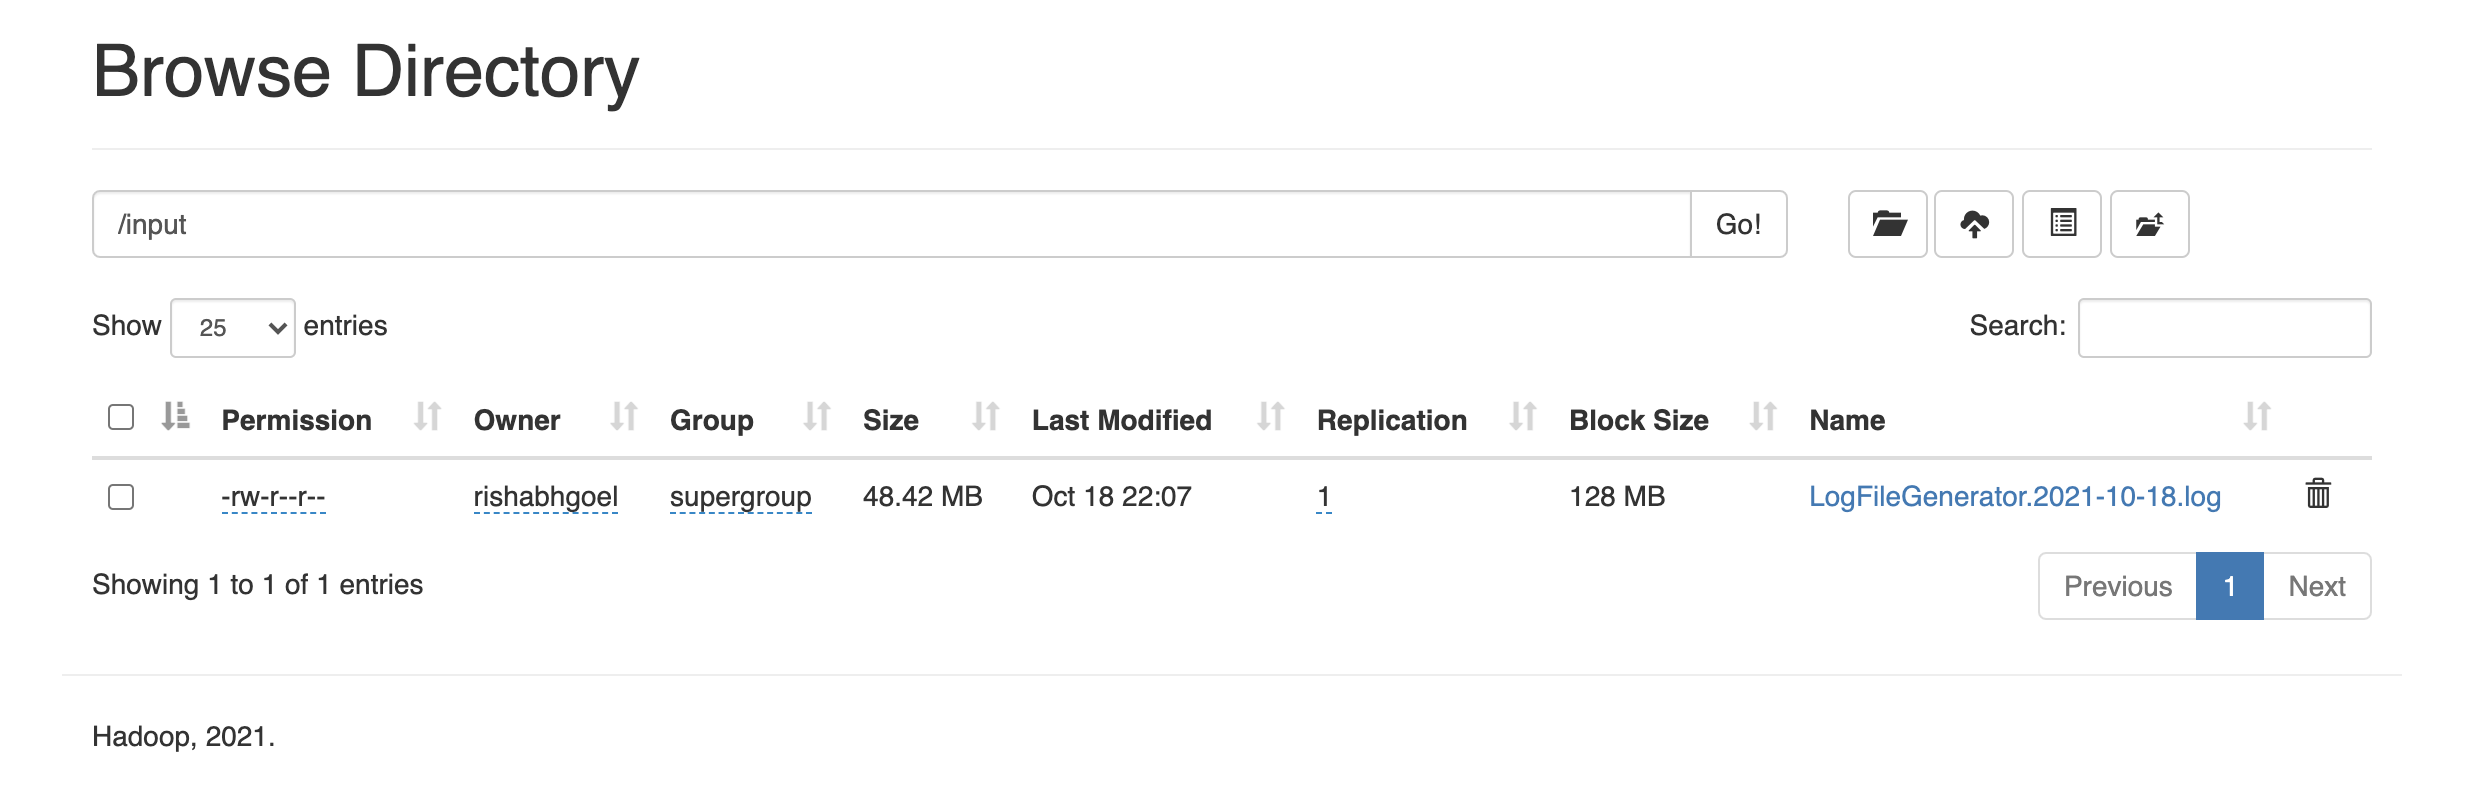 Browse Directory
/input Go!
Show 25 entries Search:
Permission Owner Group Size Last Modified Replication Block Size Name
-rw-r--r-- rishabhgoel supergroup 48.42 MB Oct 18 22:07 1 128 MB LogFileGenerator.2021-10-18.log
Showing 1 to 1 of 1 entries Previous 1 Next
Hadoop, 2021.